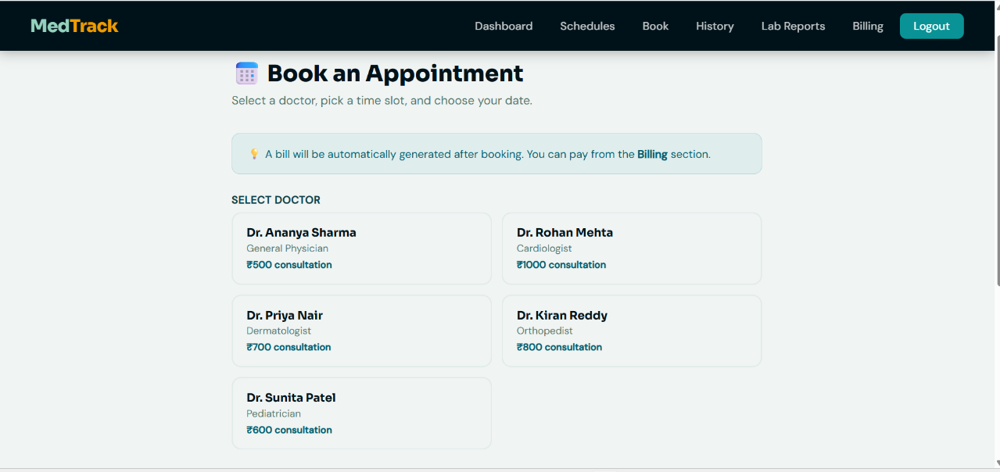 MedTrack
Dashboard
Schedules
Book
History
Lab Reports
Billing
Logout
Book an Appointment
Select a doctor, pick a time slot, and choose your date.
A bill will be automatically generated after booking. You can pay from the Billing section.
SELECT DOCTOR
Dr. Ananya Sharma
General Physician
₹500 consultation
Dr. Rohan Mehta
Cardiologist
₹1000 consultation
Dr. Priya Nair
Dermatologist
₹700 consultation
Dr. Kiran Reddy
Orthopedist
₹800 consultation
Dr. Sunita Patel
Pediatrician
₹600 consultation